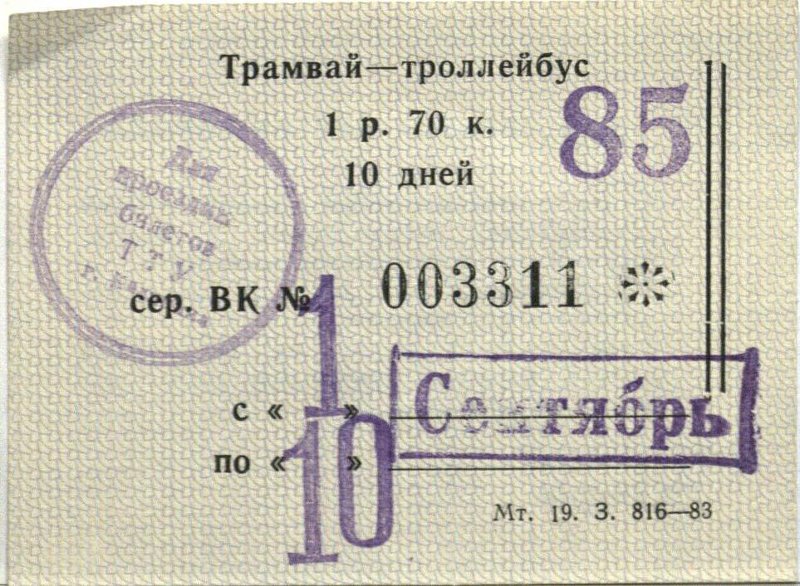 Трамвай—троллейбус
1 р. 70 к.
85
10 дней
Для
проездных
билетов
ТТУ
г.
сер. ВК № 003311
с « 1 » Сентябрь
по « 10 »
Мт. 19. З. 816—83